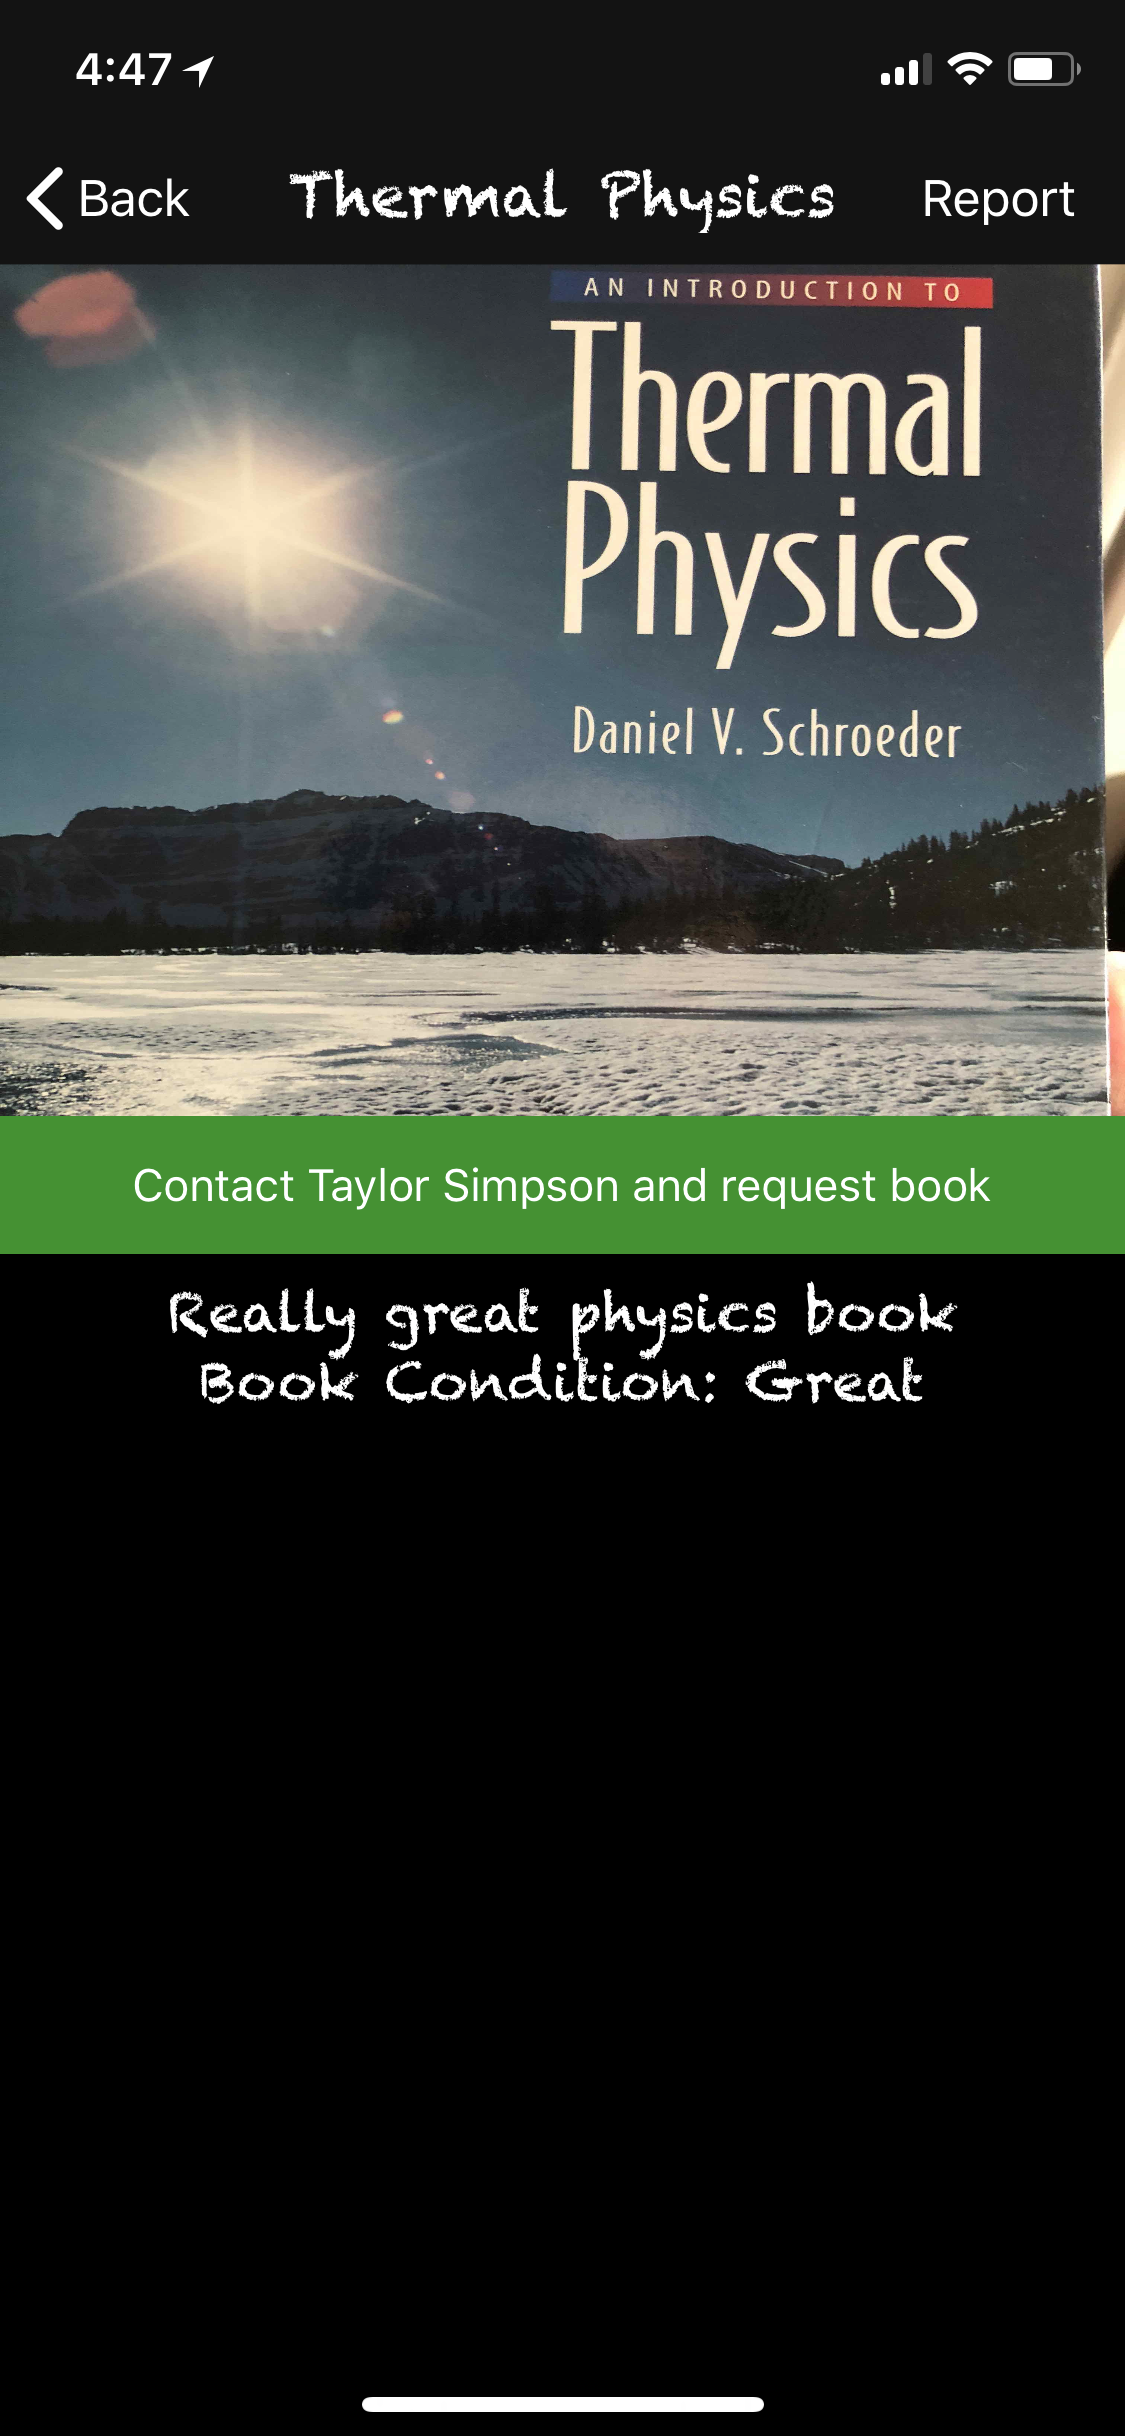 4:47
Back
Thermal Physics
Report
AN INTRODUCTION TO
Thermal
Physics
Daniel V. Schroeder
Contact Taylor Simpson and request book
Really great physics book
Book Condition: Great